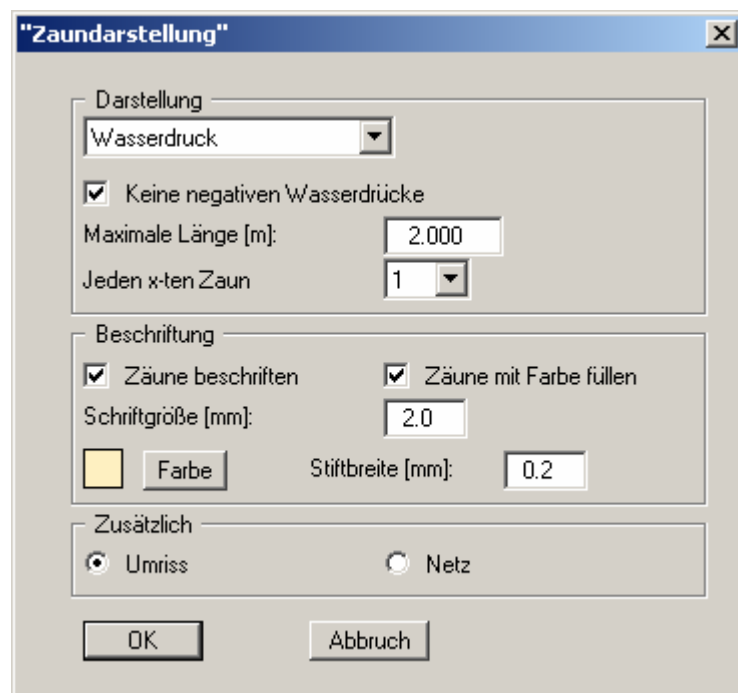 "Zaundarstellung"
Darstellung
Wasserdruck
Keine negativen Wasserdrücke
Maximale Länge [m]: 2.000
Jeden x-ten Zaun 1
Beschriftung
Zäune beschriften Zäune mit Farbe füllen
Schriftgröße [mm]: 2.0
Farbe Stiftbreite [mm]: 0.2
Zusätzlich
Umriss Netz
OK Abbruch